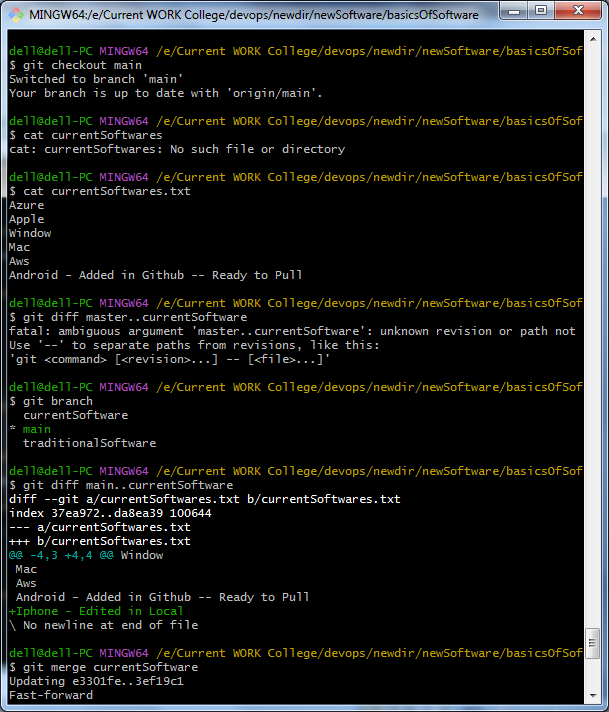 MINGW64:/e/Current WORK College/devops/newdir/newSoftware/basicsOfSoftware
dell@dell-PC MINGW64 /e/Current WORK College/devops/newdir/newSoftware/basicsOfSof
$ git checkout main
Switched to branch 'main'
Your branch is up to date with 'origin/main'.
dell@dell-PC MINGW64 /e/Current WORK College/devops/newdir/newSoftware/basicsOfSof
$ cat currentSoftwares
cat: currentSoftwares: No such file or directory
dell@dell-PC MINGW64 /e/Current WORK College/devops/newdir/newSoftware/basicsOfSof
$ cat currentSoftwares.txt
Azure
Apple
Window
Mac
Aws
Android - Added in Github -- Ready to Pull
dell@dell-PC MINGW64 /e/Current WORK College/devops/newdir/newSoftware/basicsOfSof
$ git diff master..currentSoftware
fatal: ambiguous argument 'master..currentSoftware': unknown revision or path not
Use '--' to separate paths from revisions, like this:
'git <command> [<revision>...] -- [<file>...]'
dell@dell-PC MINGW64 /e/Current WORK College/devops/newdir/newSoftware/basicsOfSof
$ git branch
  currentSoftware
* main
  traditionalSoftware
dell@dell-PC MINGW64 /e/Current WORK College/devops/newdir/newSoftware/basicsOfSof
$ git diff main..currentSoftware
diff --git a/currentSoftwares.txt b/currentSoftwares.txt
index 37ea972..da8ea39 100644
--- a/currentSoftwares.txt
+++ b/currentSoftwares.txt
@@ -4,3 +4,4 @@ Window
 Mac
 Aws
 Android - Added in Github -- Ready to Pull
+Iphone - Edited in Local
\ No newline at end of file
dell@dell-PC MINGW64 /e/Current WORK College/devops/newdir/newSoftware/basicsOfSof
$ git merge currentSoftware
Updating e3301fe..3ef19c1
Fast-forward